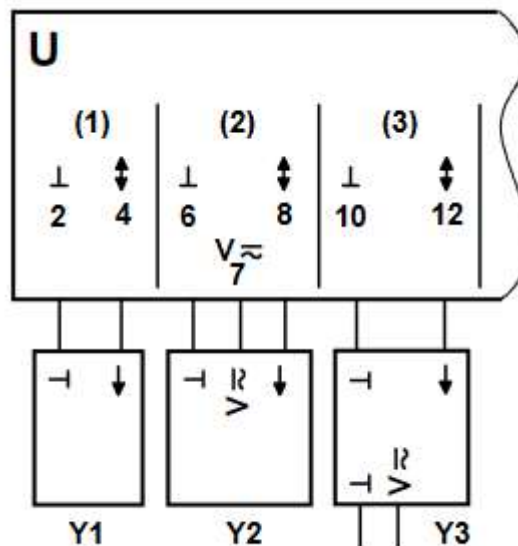 U
(1) (2) (3)
⊥ ↕ ⊥ ↕ ⊥ ↕
2 4 6 8 10 12
V≂
7
⊥ ↓ ⊥ V≂ ↓ ⊥ ↓
⊥ V≂
Y1 Y2 Y3